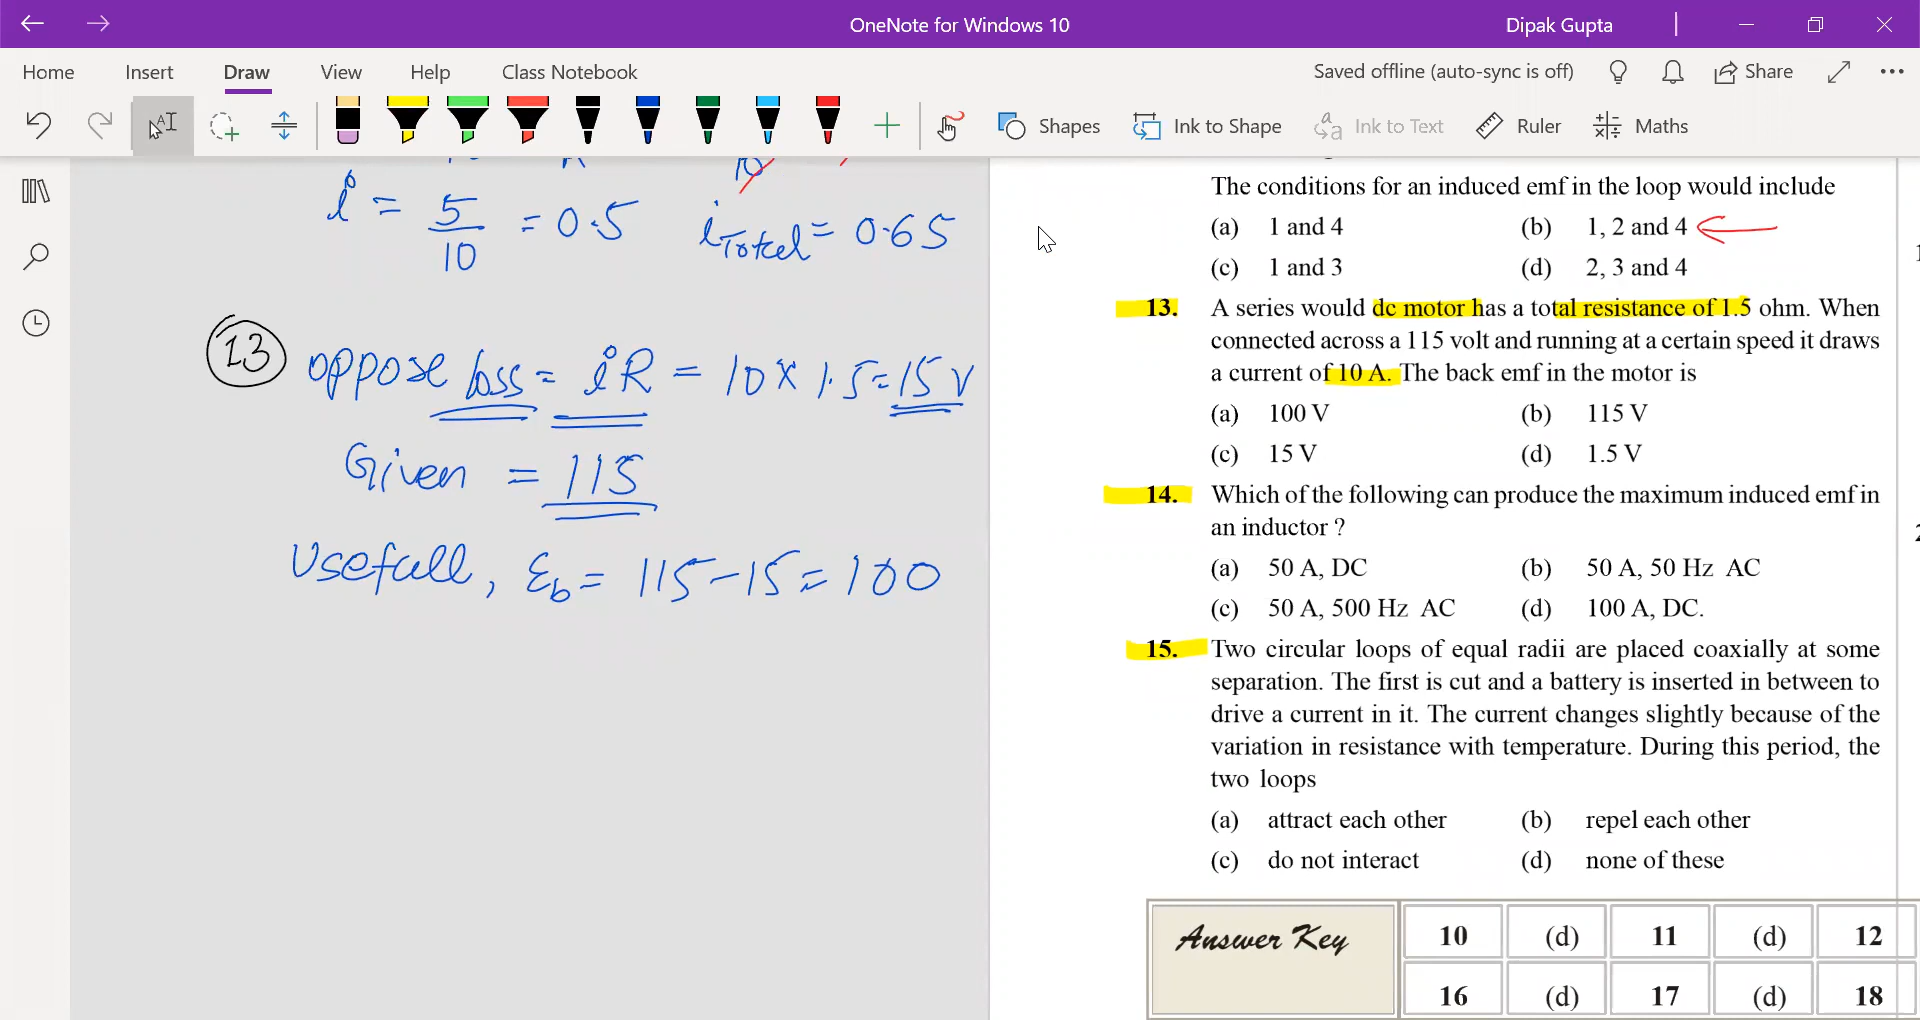 OneNote for Windows 10
Dipak Gupta
Home Insert Draw View Help Class Notebook
Saved offline (auto-sync is off) Share
Shapes Ink to Shape Ink to Text Ruler Maths
i = 5/10 = 0.5 iTotal = 0.65
13 oppose loss = iR = 10 × 1.5 = 15 V
Given = 115
Usefull, εb = 115 - 15 = 100
The conditions for an induced emf in the loop would include
(a) 1 and 4 (b) 1, 2 and 4
(c) 1 and 3 (d) 2, 3 and 4
13. A series would dc motor has a total resistance of 1.5 ohm. When
connected across a 115 volt and running at a certain speed it draws
a current of 10 A. The back emf in the motor is
(a) 100 V (b) 115 V
(c) 15 V (d) 1.5 V
14. Which of the following can produce the maximum induced emf in
an inductor ?
(a) 50 A, DC (b) 50 A, 50 Hz AC
(c) 50 A, 500 Hz AC (d) 100 A, DC.
15. Two circular loops of equal radii are placed coaxially at some
separation. The first is cut and a battery is inserted in between to
drive a current in it. The current changes slightly because of the
variation in resistance with temperature. During this period, the
two loops
(a) attract each other (b) repel each other
(c) do not interact (d) none of these
Answer Key
10 (d) 11 (d) 12
16 (d) 17 (d) 18